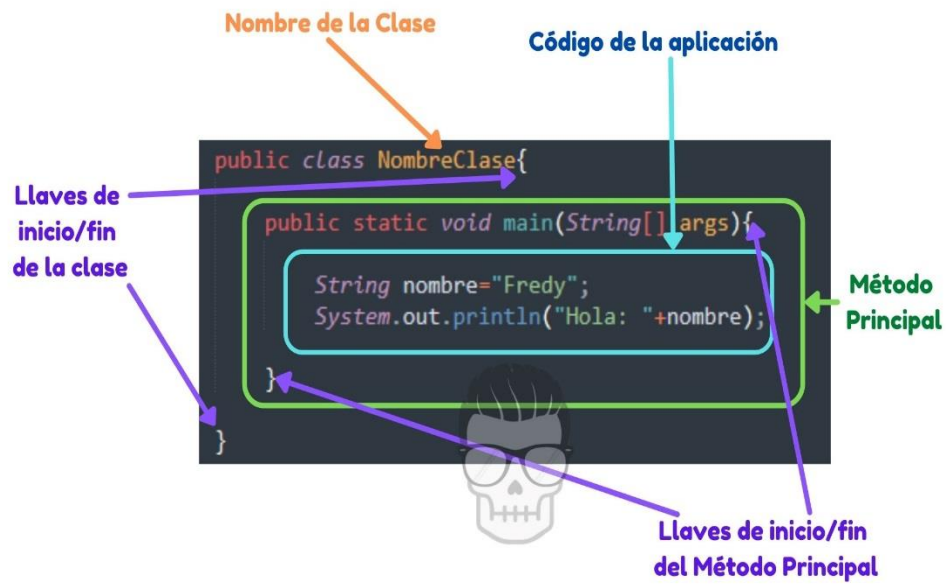 Nombre de la Clase
Código de la aplicación
public class NombreClase{
Llaves de
inicio/fin
de la clase
public static void main(String[] args){
String nombre="Fredy";
System.out.println("Hola: "+nombre);
Método
Principal
}
}
Llaves de inicio/fin
del Método Principal